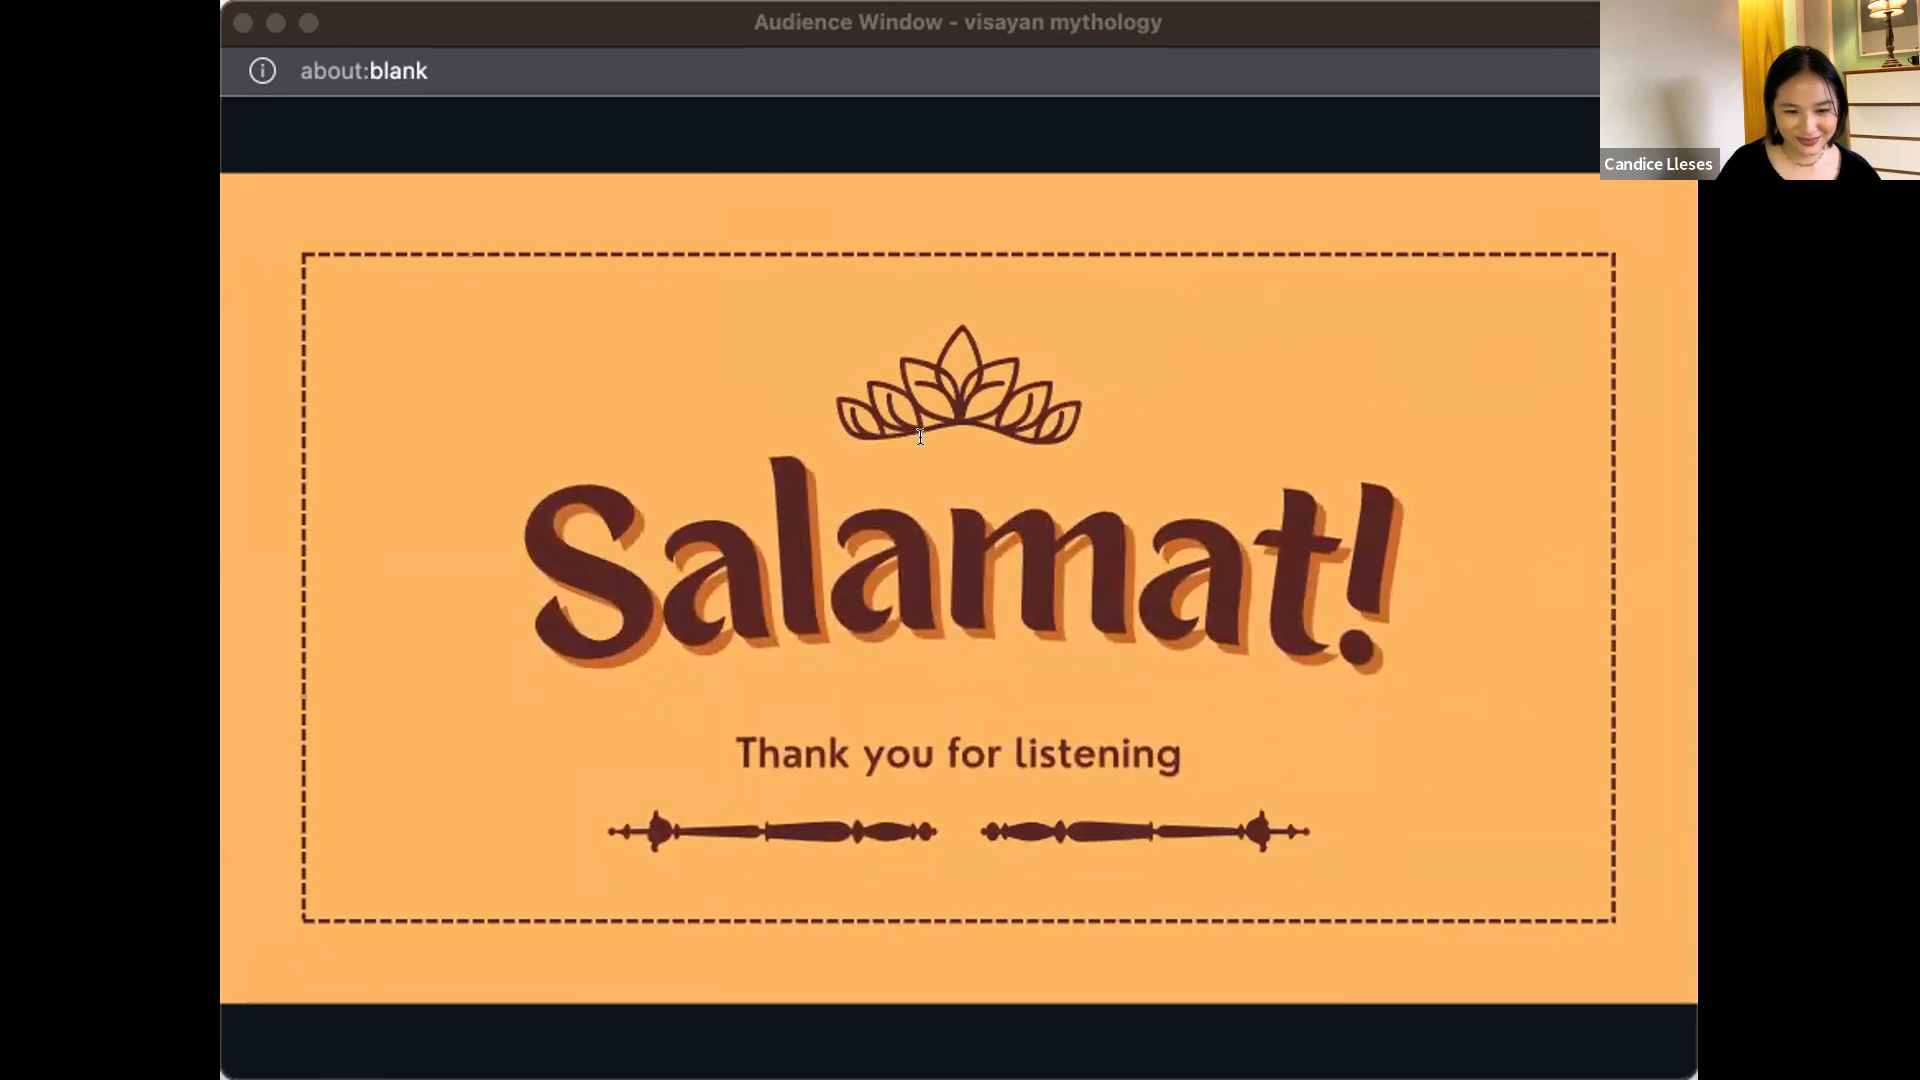 Audience Window - visayan mythology
about:blank
Candice Lleses
Salamat!
Thank you for listening